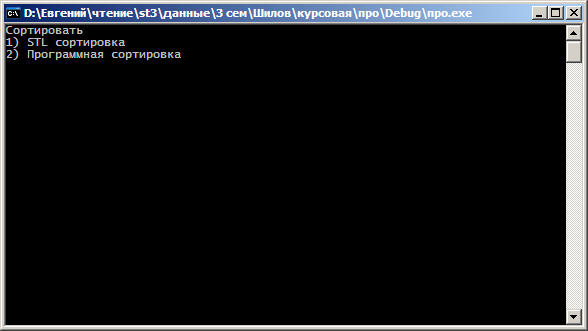 D:\Евгений\чтение\st3\данные\3 сем\Шилов\курсовая\про\Debug\про.exe
Сортировать
1) STL сортировка
2) Программная сортировка